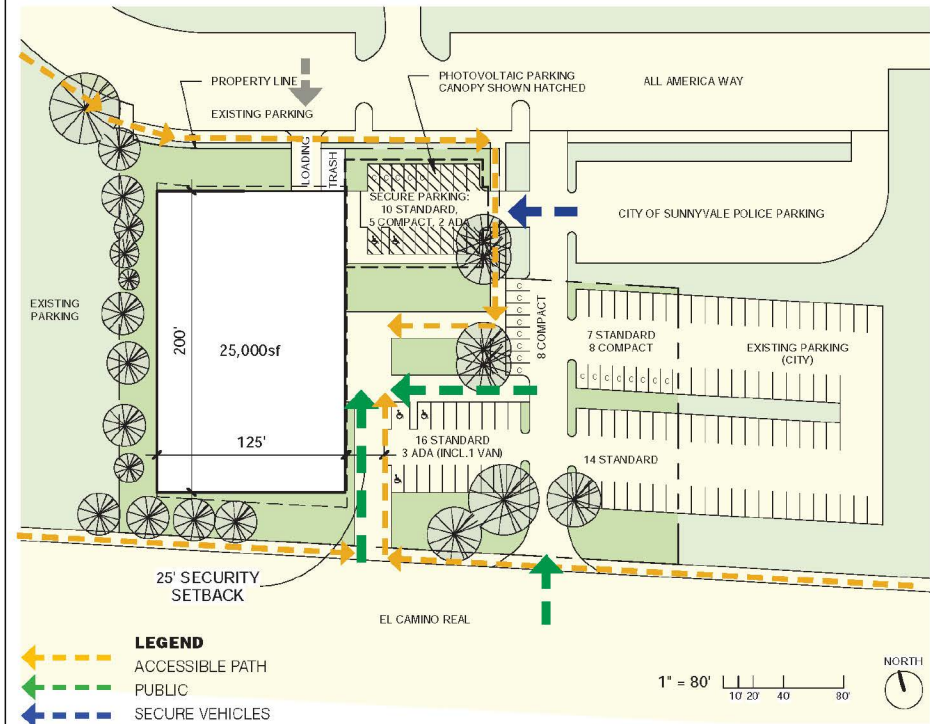 PROPERTY LINE
PHOTOVOLTAIC PARKING
CANOPY SHOWN HATCHED
ALL AMERICA WAY
EXISTING PARKING
LOADING
TRASH
C C C C C
SECURE PARKING:
10 STANDARD,
5 COMPACT, 2 ADA
CITY OF SUNNYVALE POLICE PARKING
EXISTING
PARKING
200'
25,000sf
125'
8 COMPACT
C
C
C
C
C
C
C
C
7 STANDARD
8 COMPACT
C C C C C C C C
EXISTING PARKING
(CITY)
16 STANDARD
3 ADA (INCL.1 VAN)
14 STANDARD
25' SECURITY
SETBACK
EL CAMINO REAL
LEGEND
ACCESSIBLE PATH
PUBLIC
SECURE VEHICLES
1" = 80'
10' 20' 40' 80'
NORTH